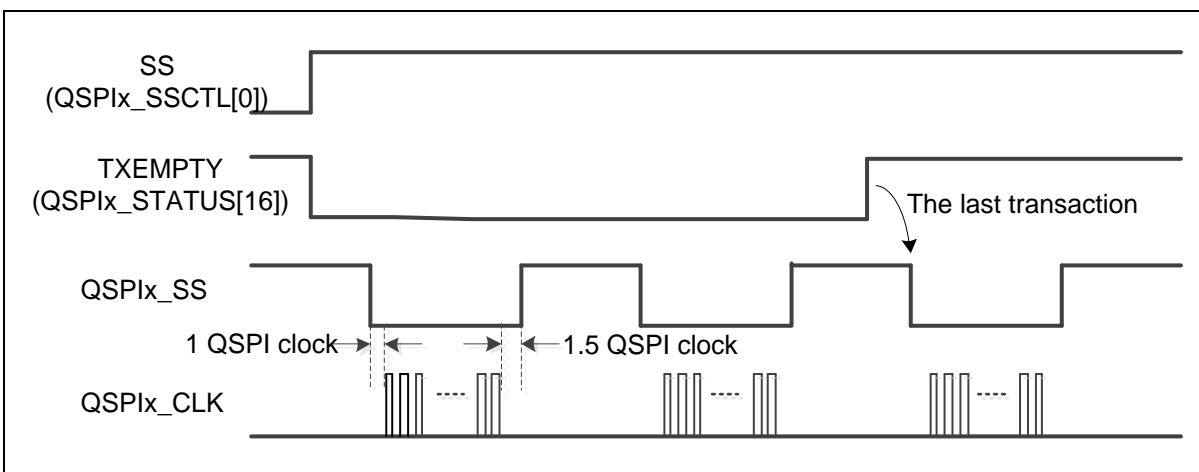 SS
(QSPIx_SSCTL[0])
TXEMPTY
(QSPIx_STATUS[16])
The last transaction
QSPIx_SS
1 QSPI clock
1.5 QSPI clock
QSPIx_CLK